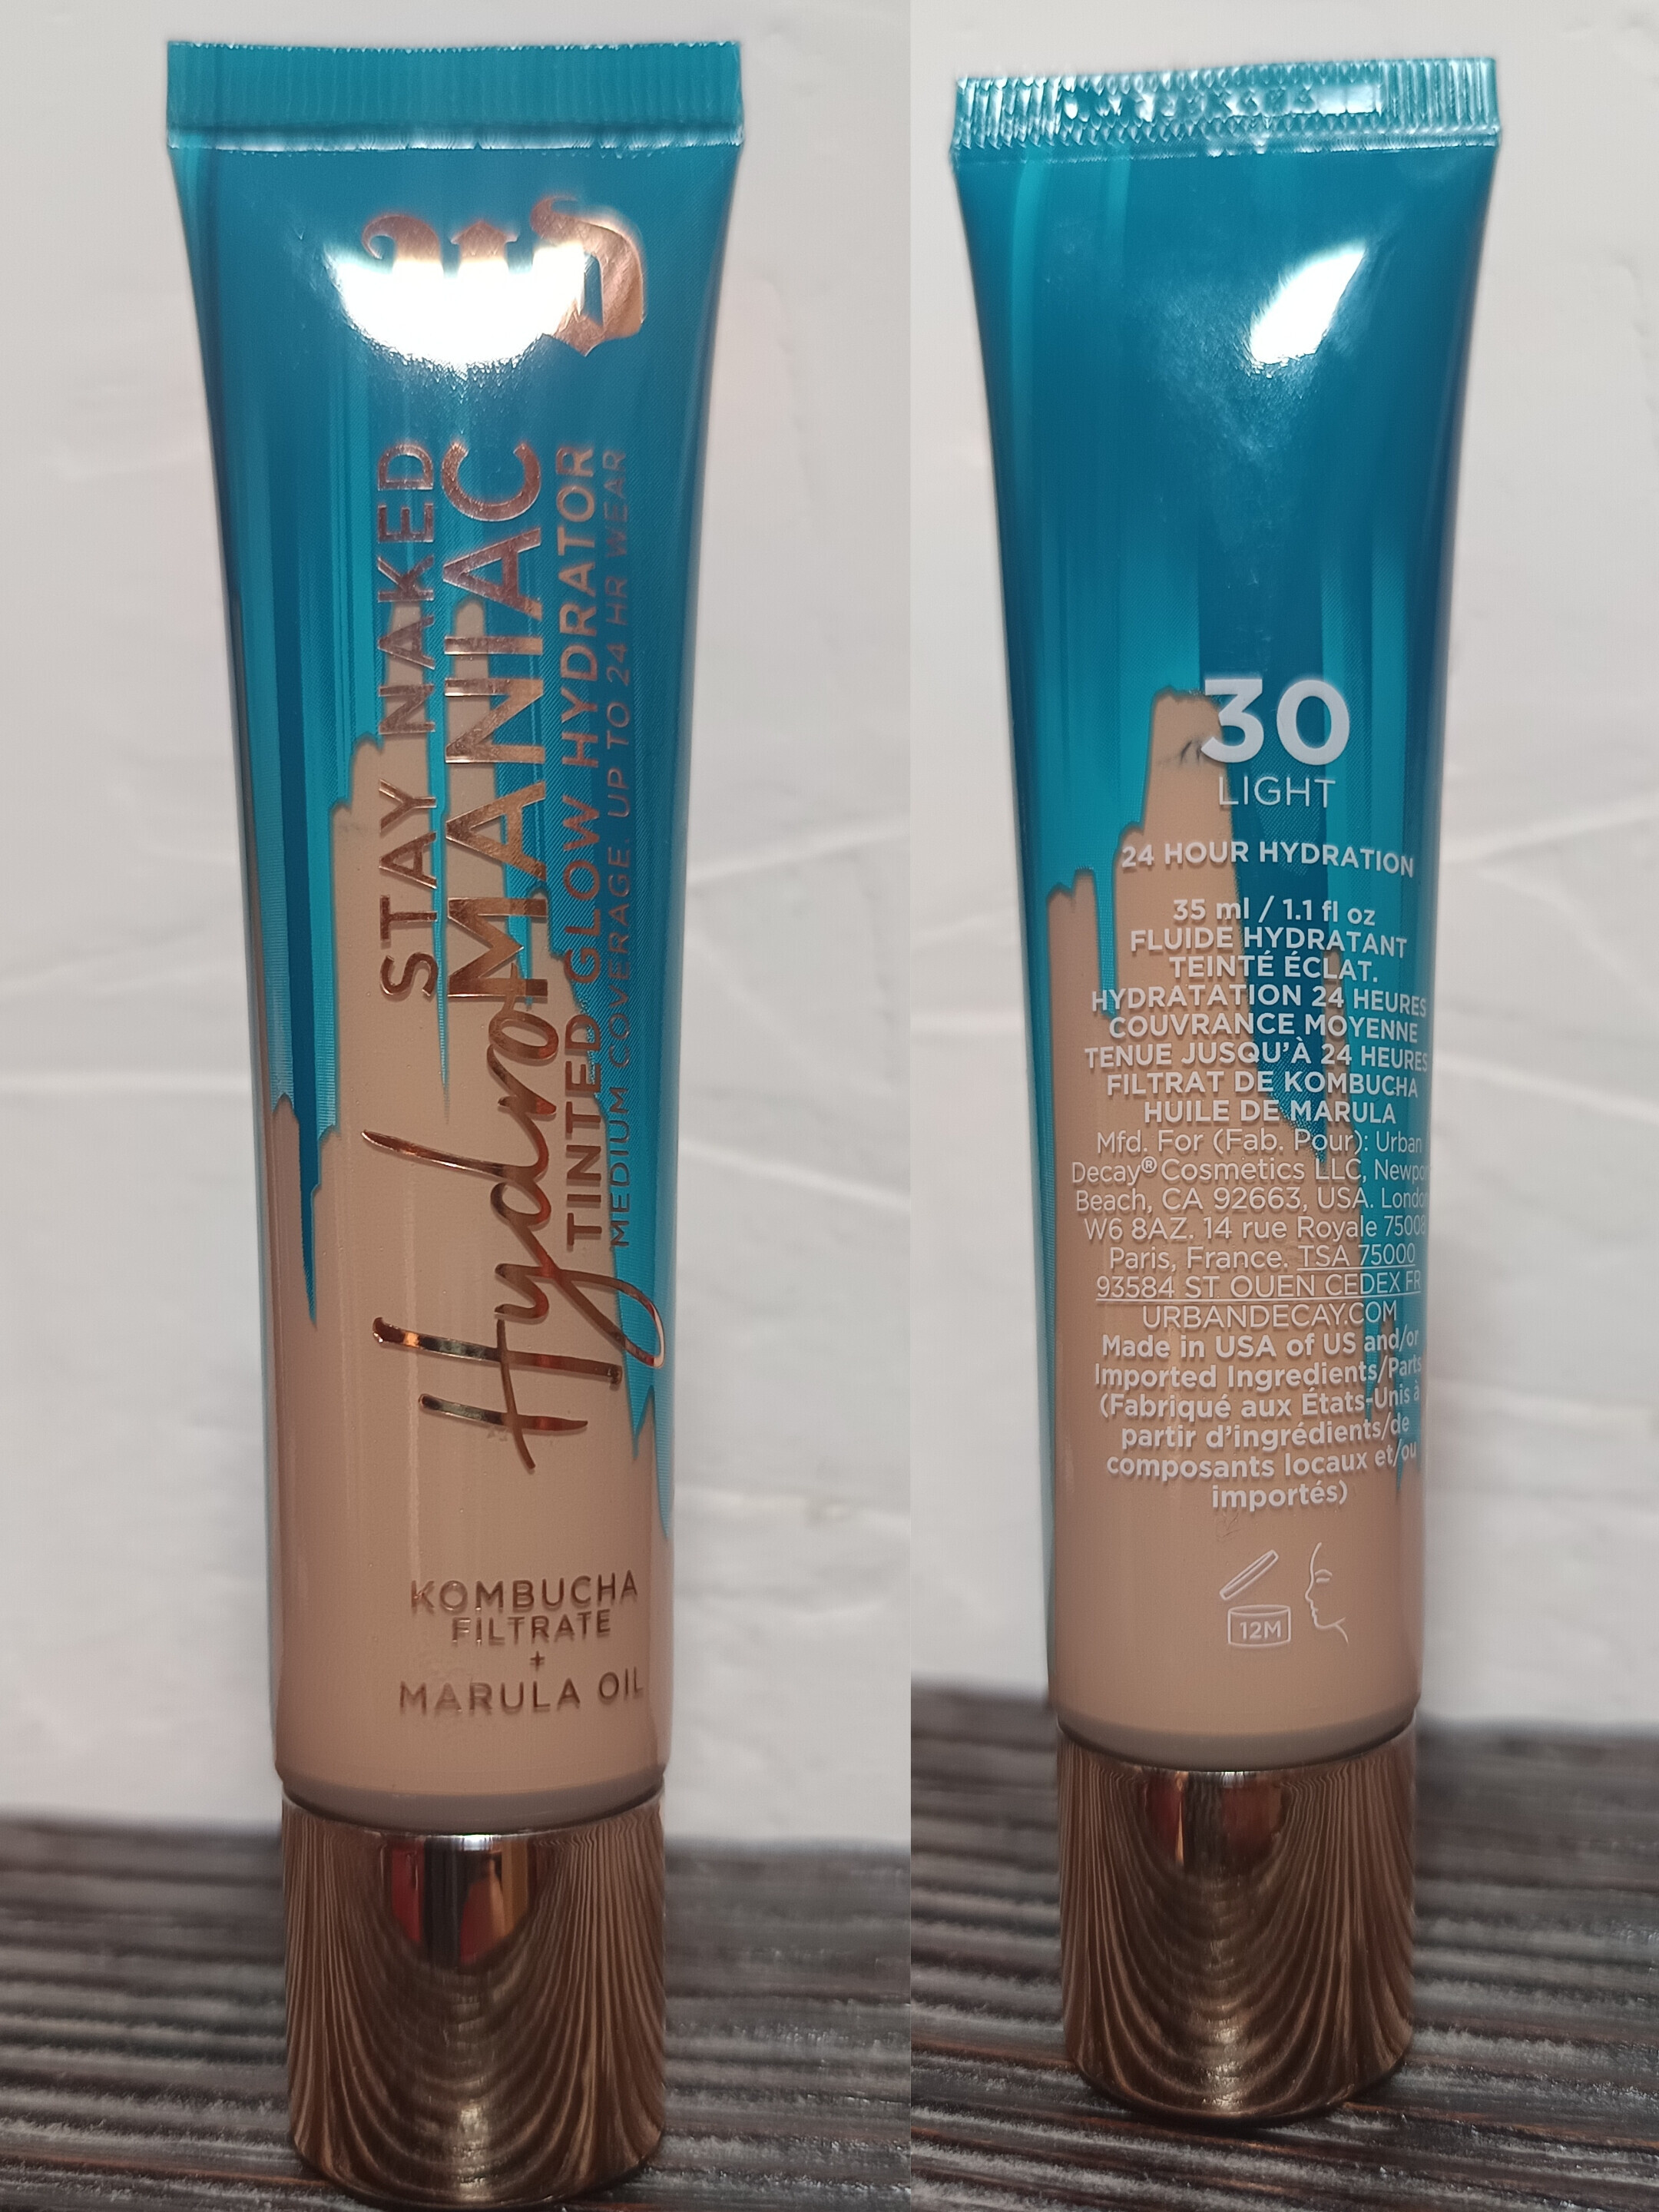 STAY NAKED
HydroMANIAC
TINTED GLOW HYDRATOR
MEDIUM COVERAGE. UP TO 24 HR WEAR
KOMBUCHA
FILTRATE
+
MARULA OIL
30
LIGHT
24 HOUR HYDRATION
35 ml / 1.1 fl oz
FLUIDE HYDRATANT
TEINTÉ ÉCLAT.
HYDRATATION 24 HEURES
COUVRANCE MOYENNE
TENUE JUSQU'À 24 HEURES
FILTRAT DE KOMBUCHA
HUILE DE MARULA
Mfd. For (Fab. Pour): Urban
Decay® Cosmetics LLC, Newpo
Beach, CA 92663, USA. Londo
W6 8AZ. 14 rue Royale 75008
Paris, France. TSA 75000
93584 ST OUEN CEDEX FR
URBANDECAY.COM
Made in USA of US and/or
Imported Ingredients/Parts
(Fabriqué aux États-Unis à
partir d'ingrédients/de
composants locaux et/ou
importés)
12M